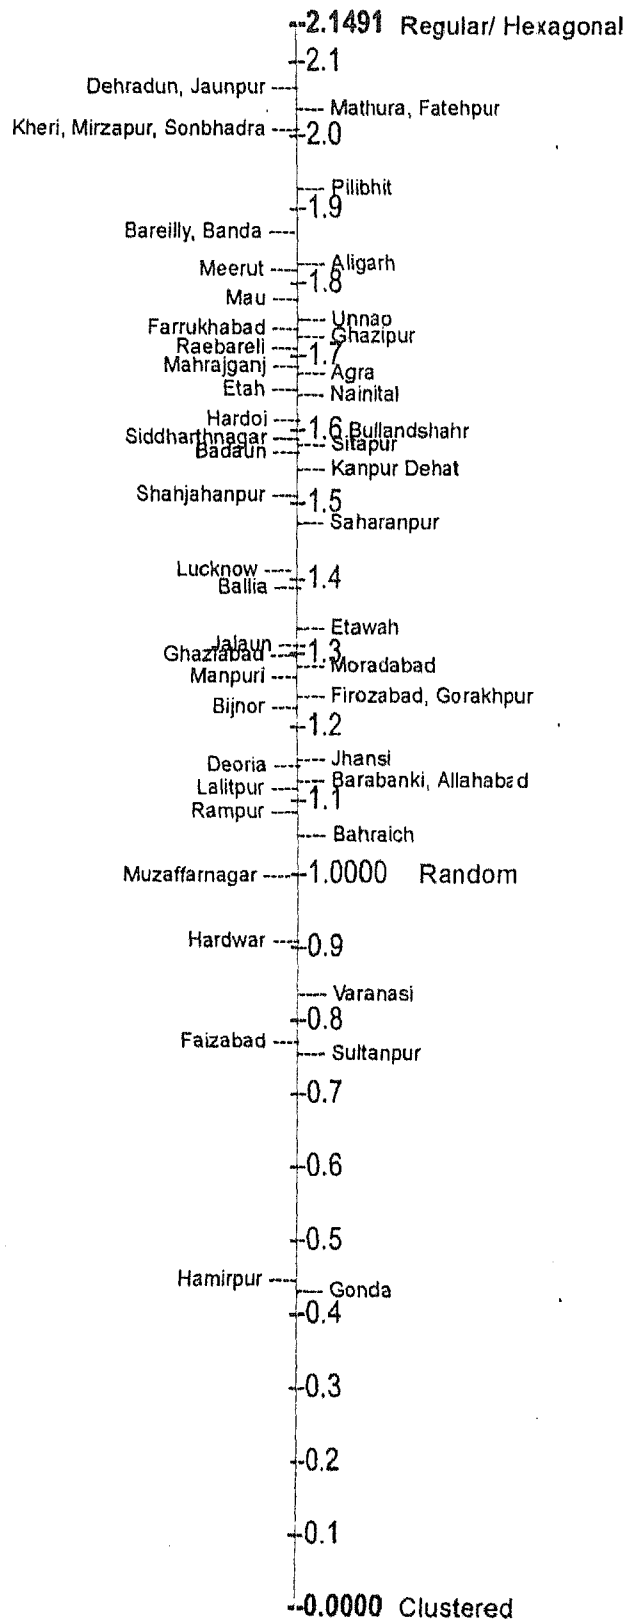 2.1491 Regular/ Hexagonal
2.1
Dehradun, Jaunpur
Mathura, Fatehpur
Kheri, Mirzapur, Sonbhadra
2.0
Pilibhit
1.9
Bareilly, Banda
Aligarh
Meerut
1.8
Mau
Unnao
Farrukhabad
Ghazipur
Raebareli
1.7
Mahrajganj
Agra
Etah
Nainital
Hardoi
1.6 Bullandshahr
Siddharthnagar
Sitapur
Badaun
Kanpur Dehat
Shahjahanpur
1.5
Saharanpur
Lucknow
1.4
Ballia
Etawah
Jalaun
1.3
Ghaziabad
Moradabad
Manpuri
Firozabad, Gorakhpur
Bijnor
1.2
Jhansi
Deoria
Barabanki, Allahabad
Lalitpur
1.1
Rampur
Bahraich
Muzaffarnagar 1.0000 Random
Hardwar
0.9
Varanasi
0.8
Faizabad
Sultanpur
0.7
0.6
0.5
Hamirpur
Gonda
0.4
0.3
0.2
0.1
0.0000 Clustered